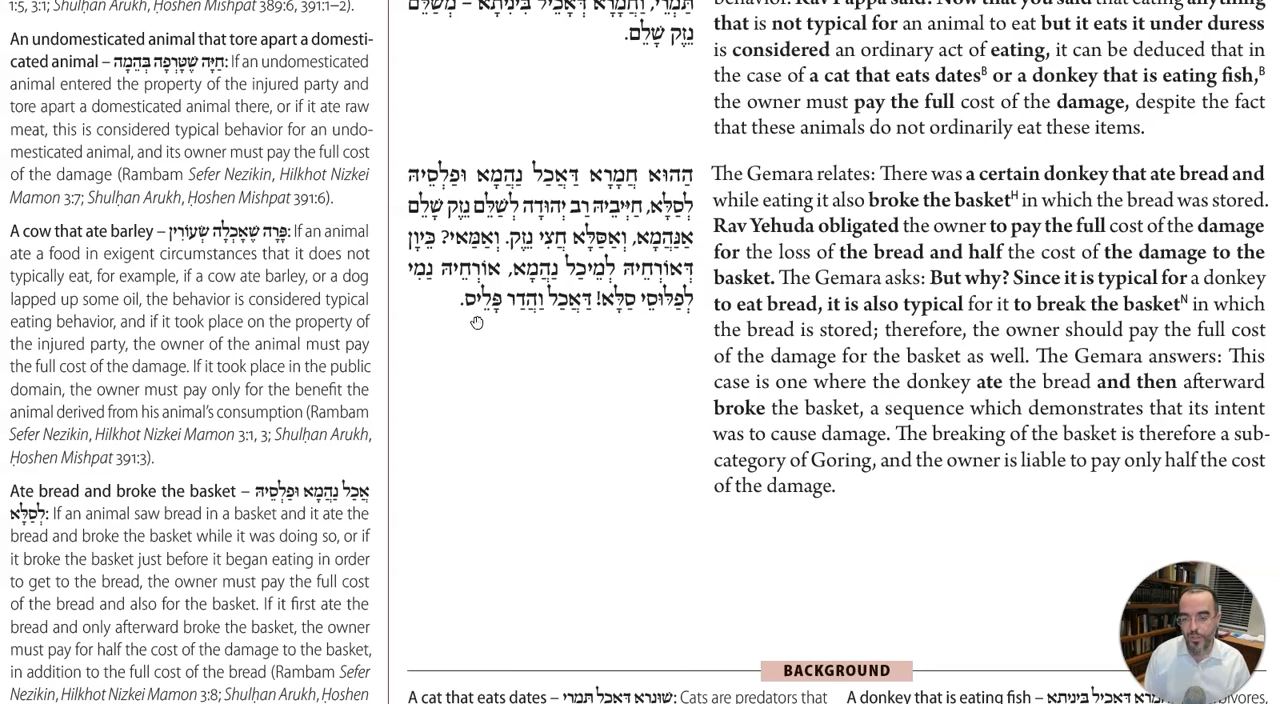 1:5, 3:1; Shulḥan Arukh, Ḥoshen Mishpat 389:6, 391:1–2).
An undomesticated animal that tore apart a domesti-
cated animal – חַיָּה שֶׁטָּרְפָה בְּהֵמָה: If an undomesticated
animal entered the property of the injured party and
tore apart a domesticated animal there, or if it ate raw
meat, this is considered typical behavior for an undo-
mesticated animal, and its owner must pay the full cost
of the damage (Rambam Sefer Nezikin, Hilkhot Nizkei
Mamon 3:7; Shulḥan Arukh, Ḥoshen Mishpat 391:6).
A cow that ate barley – פָּרָה שֶׁאָכְלָה שְׂעוֹרִין: If an animal
ate a food in exigent circumstances that it does not
typically eat, for example, if a cow ate barley, or a dog
lapped up some oil, the behavior is considered typical
eating behavior, and if it took place on the property of
the injured party, the owner of the animal must pay
the full cost of the damage. If it took place in the public
domain, the owner must pay only for the benefit the
animal derived from his animal's consumption (Rambam
Sefer Nezikin, Hilkhot Nizkei Mamon 3:1, 3; Shulḥan Arukh,
Ḥoshen Mishpat 391:3).
Ate bread and broke the basket – אֲכַל נַהֲמָא וּפַלְסֵיהּ
לְסַלָּא: If an animal saw bread in a basket and it ate the
bread and broke the basket while it was doing so, or if
it broke the basket just before it began eating in order
to get to the bread, the owner must pay the full cost
of the bread and also for the basket. If it first ate the
bread and only afterward broke the basket, the owner
must pay for half the cost of the damage to the basket,
in addition to the full cost of the bread (Rambam Sefer
Nezikin, Hilkhot Nizkei Mamon 3:8; Shulḥan Arukh, Ḥoshen
תַּמְרֵי, וַחֲמָרָא דַּאֲכֵיל בִּינִיתָא – מְשַׁלֵּם
נֶזֶק שָׁלֵם.
הַהוּא חֲמָרָא דַּאֲכַל נַהֲמָא וּפַלְסֵיהּ
לְסַלָּא, חַיְּיבֵיהּ רַב יְהוּדָה לְשַׁלֵּם נֶזֶק שָׁלֵם
אַנַּהֲמָא, וְאַסַּלָּא חֲצִי נֶזֶק. וְאַמַּאי? כֵּיוָן
דְּאוֹרְחֵיהּ לְמֵיכַל נַהֲמָא, אוֹרְחֵיהּ נַמִי
לְפַלּוֹסֵי סַלָּא! דַּאֲכַל וַהֲדַר פָּלֵיס.
behavior. Rav Pappa said: Now that you said that eating anything
that is not typical for an animal to eat but it eats it under duress
is considered an ordinary act of eating, it can be deduced that in
the case of a cat that eats datesᴮ or a donkey that is eating fish,ᴮ
the owner must pay the full cost of the damage, despite the fact
that these animals do not ordinarily eat these items.
The Gemara relates: There was a certain donkey that ate bread and
while eating it also broke the basketᴴ in which the bread was stored.
Rav Yehuda obligated the owner to pay the full cost of the damage
for the loss of the bread and half the cost of the damage to the
basket. The Gemara asks: But why? Since it is typical for a donkey
to eat bread, it is also typical for it to break the basketᴺ in which
the bread is stored; therefore, the owner should pay the full cost
of the damage for the basket as well. The Gemara answers: This
case is one where the donkey ate the bread and then afterward
broke the basket, a sequence which demonstrates that its intent
was to cause damage. The breaking of the basket is therefore a sub-
category of Goring, and the owner is liable to pay only half the cost
of the damage.
BACKGROUND
A cat that eats dates – שׁוּנְרָא דַּאֲכַל תַּמְרֵי: Cats are predators that
A donkey that is eating fish – דַּאֲכֵיל בִּינִיתָא